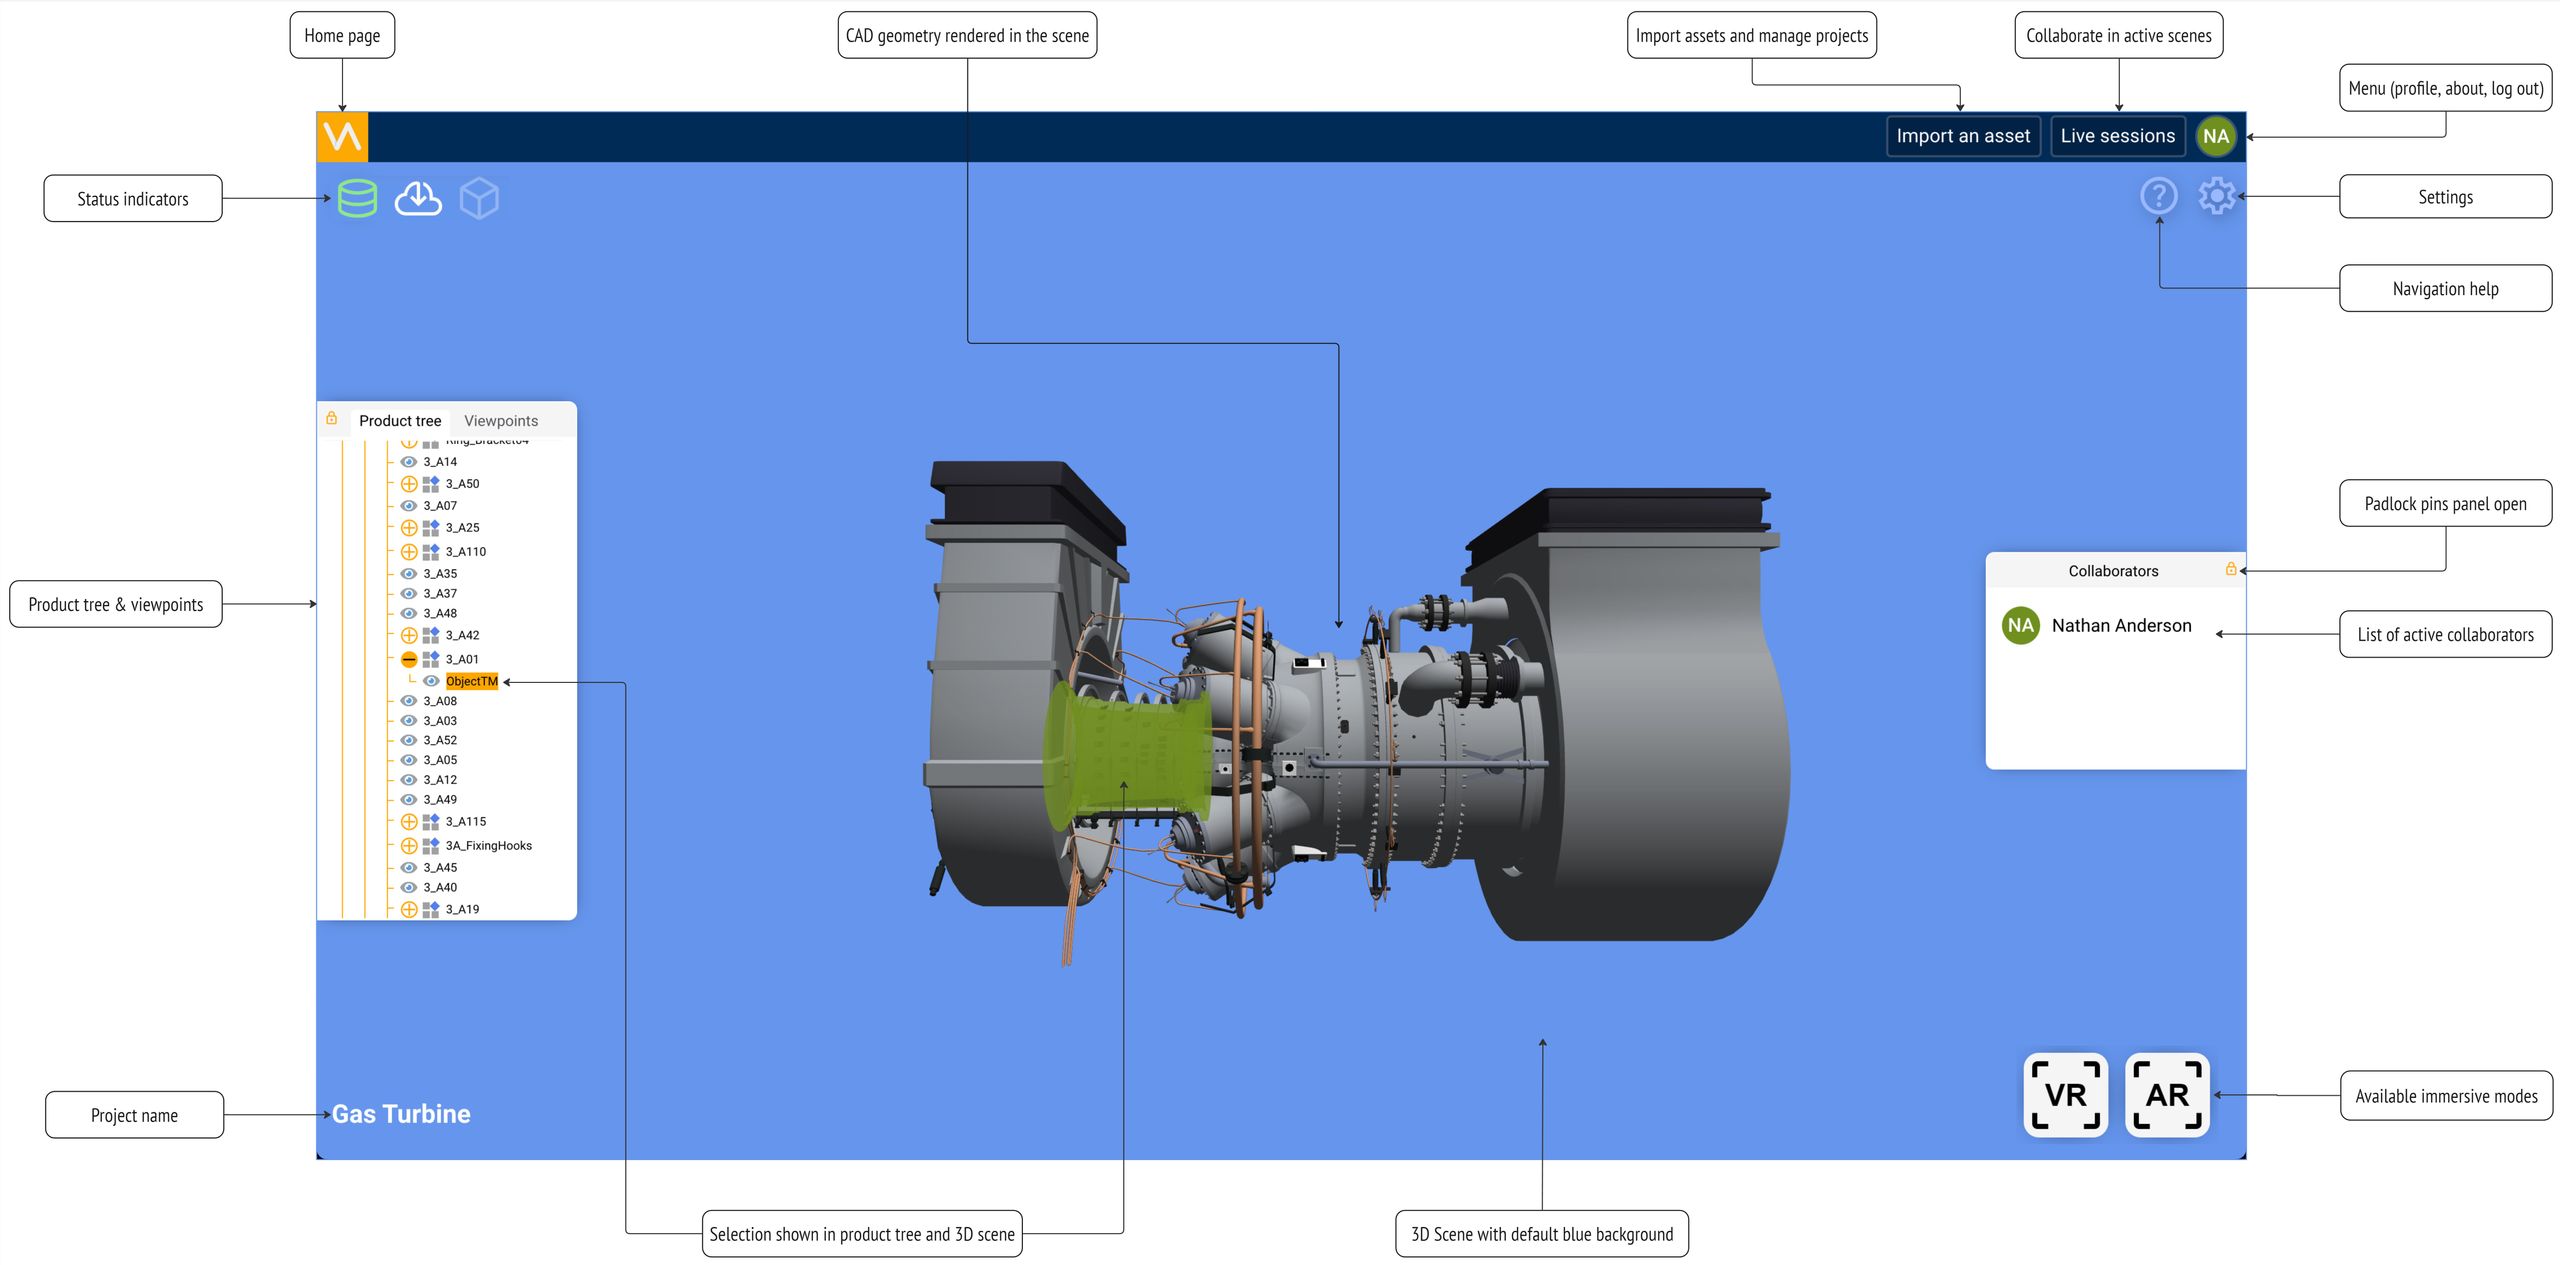 Home page
CAD geometry rendered in the scene
Import assets and manage projects
Collaborate in active scenes
Menu (profile, about, log out)
Import an asset
Live sessions
NA
Status indicators
Settings
Navigation help
Product tree
Viewpoints
Ring_Bracket04
3_A14
3_A50
3_A07
3_A25
3_A110
3_A35
3_A37
3_A48
3_A42
3_A01
ObjectTM
3_A08
3_A03
3_A52
3_A05
3_A12
3_A49
3_A115
3A_FixingHooks
3_A45
3_A40
3_A19
Product tree & viewpoints
Padlock pins panel open
Collaborators
NA
Nathan Anderson
List of active collaborators
Project name
Gas Turbine
VR
AR
Available immersive modes
Selection shown in product tree and 3D scene
3D Scene with default blue background